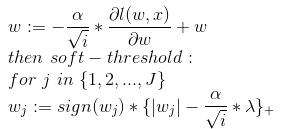 w := -\frac{\alpha}{\sqrt{i}} * \frac{\partial l(w, x)}{\partial w} + w
then soft-threshold:
for j in {1, 2, ..., J}
w_j := sign(w_j) * {|w_j| - \frac{\alpha}{\sqrt{i}} * \lambda}_+